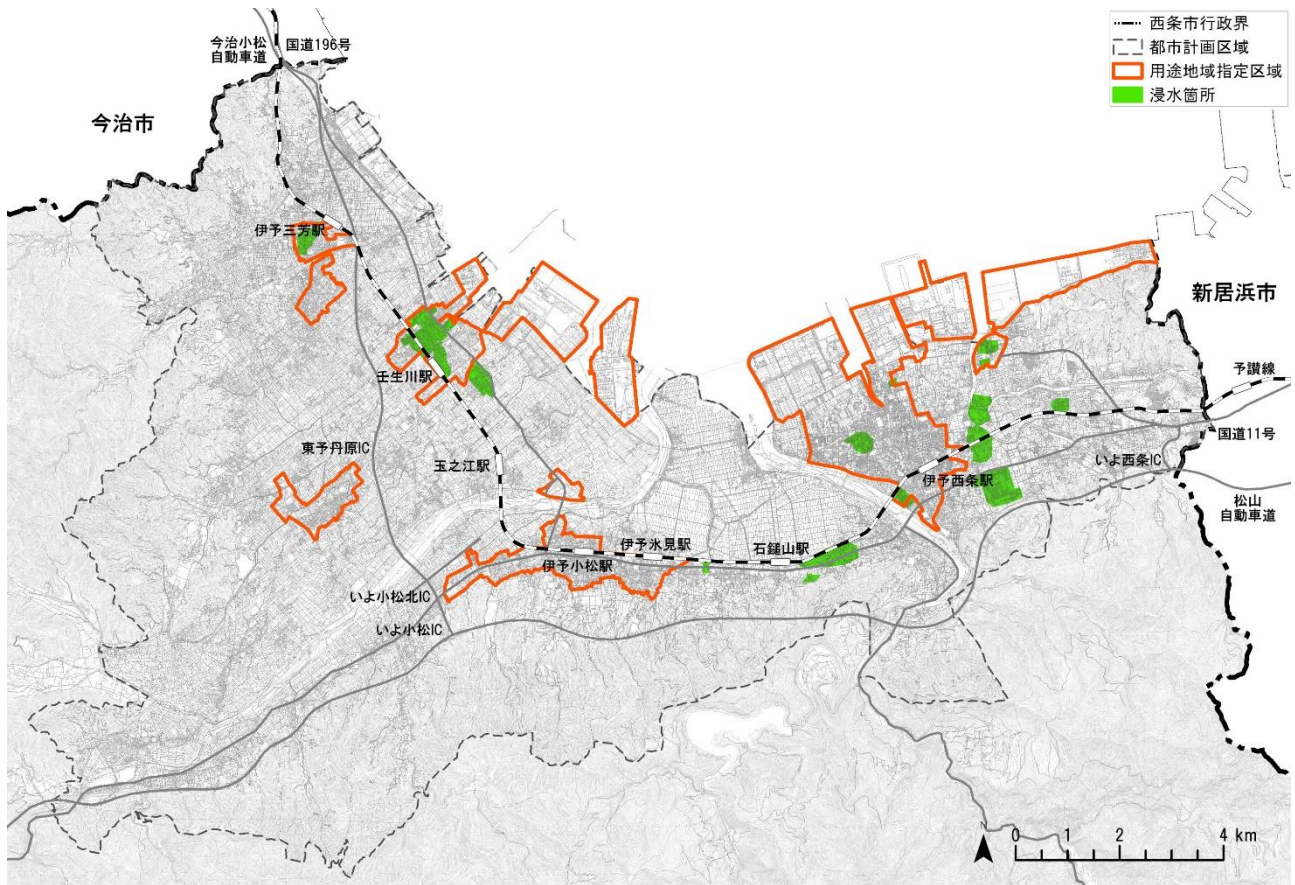 西条市行政界
都市計画区域
用途地域指定区域
浸水箇所
今治小松
自動車道
国道196号
今治市
伊予三芳駅
新居浜市
壬生川駅
予讃線
国道11号
東予丹原IC
玉之江駅
いよ西条IC
伊予西条駅
松山
自動車道
伊予氷見駅
石鎚山駅
伊予小松駅
いよ小松北IC
いよ小松IC
0 1 2 4 km